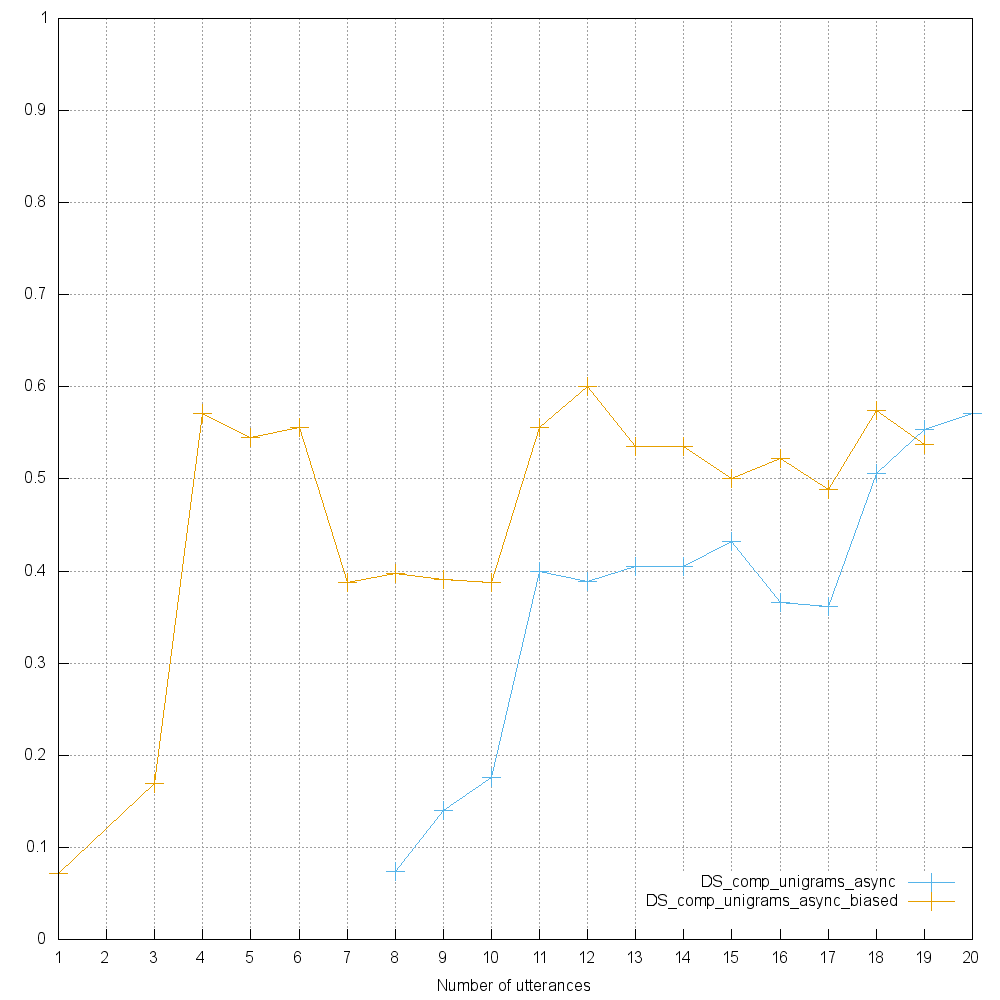 1
0.9
0.8
0.7
0.6
0.5
0.4
0.3
0.2
0.1
0
DS_comp_unigrams_async
DS_comp_unigrams_async_biased
1 2 3 4 5 6 7 8 9 10 11 12 13 14 15 16 17 18 19 20
Number of utterances